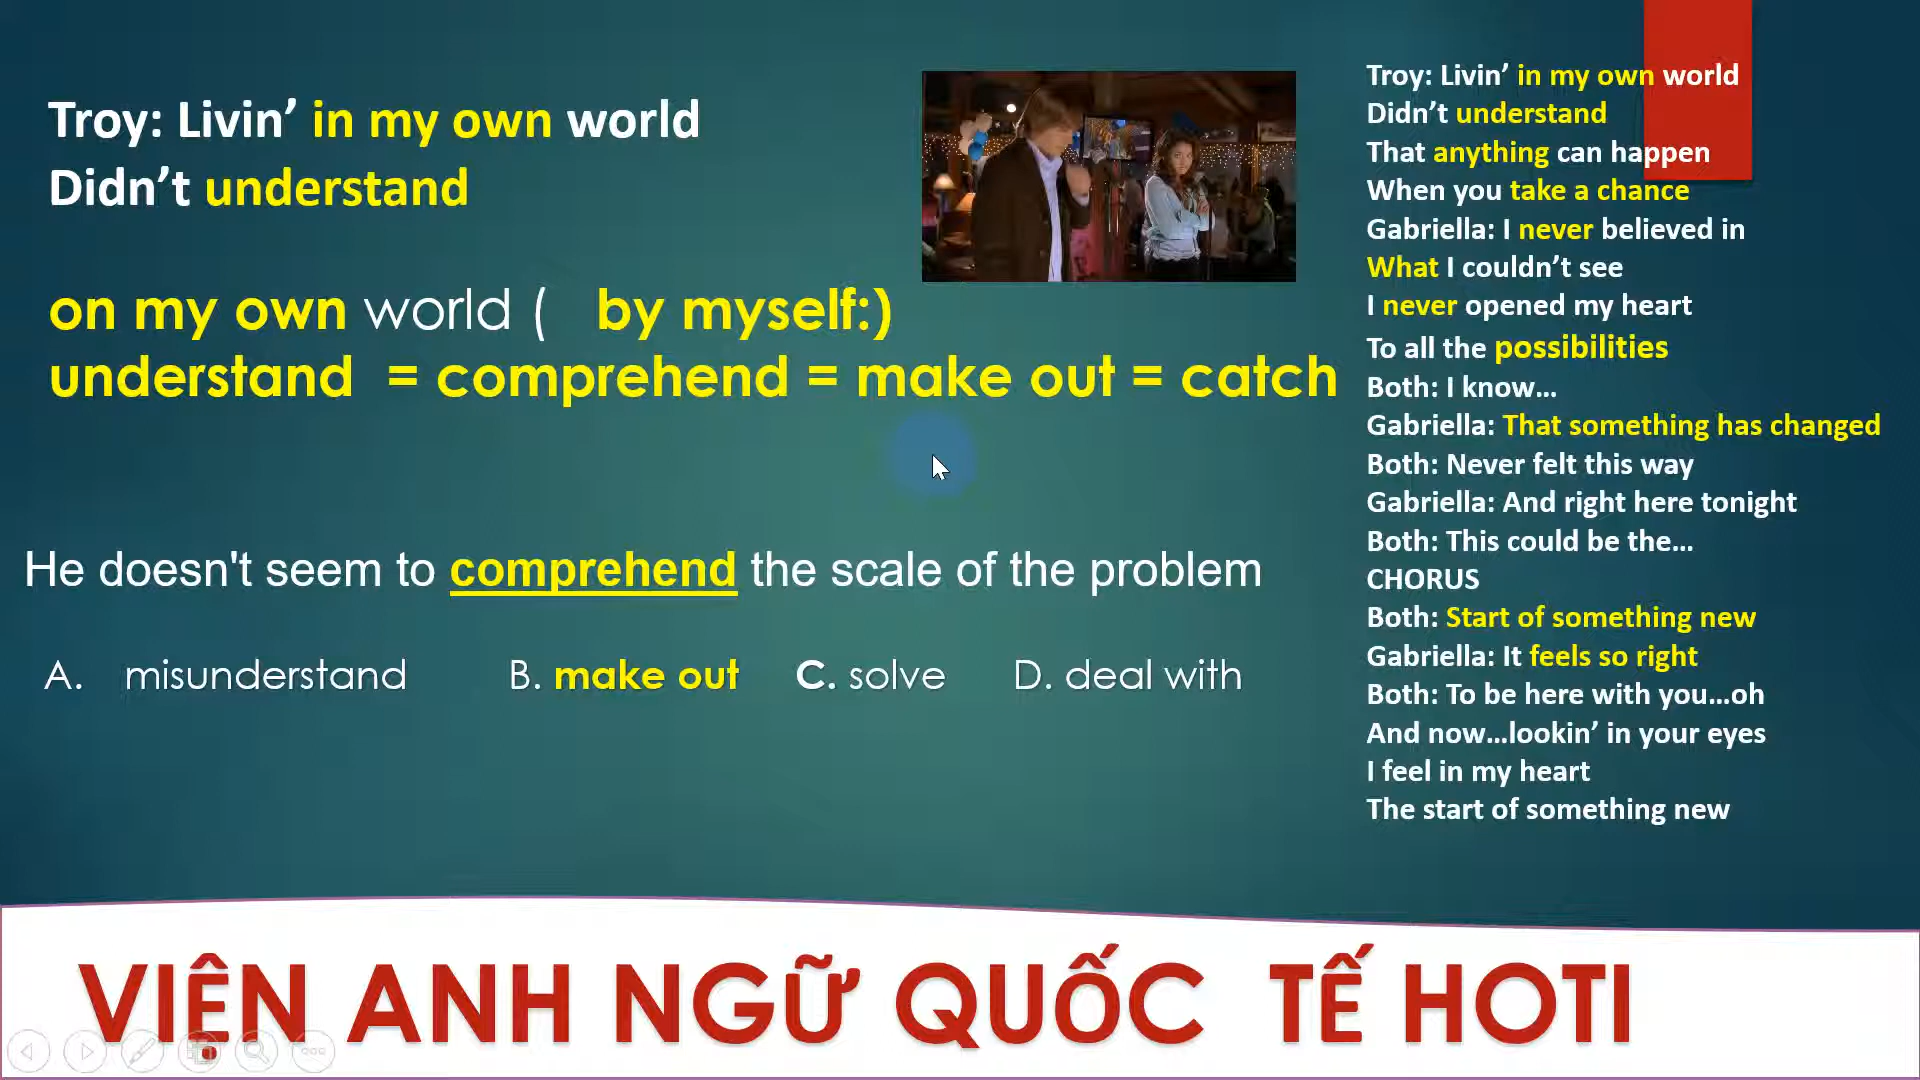 Troy: Livin’ in my own world
Didn’t understand
on my own world (   by myself:)
understand  = comprehend = make out = catch
He doesn't seem to comprehend the scale of the problem
A.   misunderstand   B. make out   C. solve   D. deal with
Troy: Livin’ in my own world
Didn’t understand
That anything can happen
When you take a chance
Gabriella: I never believed in
What I couldn’t see
I never opened my heart
To all the possibilities
Both: I know…
Gabriella: That something has changed
Both: Never felt this way
Gabriella: And right here tonight
Both: This could be the…
CHORUS
Both: Start of something new
Gabriella: It feels so right
Both: To be here with you…oh
And now…lookin’ in your eyes
I feel in my heart
The start of something new
VIỆN ANH NGỮ QUỐC  TẾ HOTI